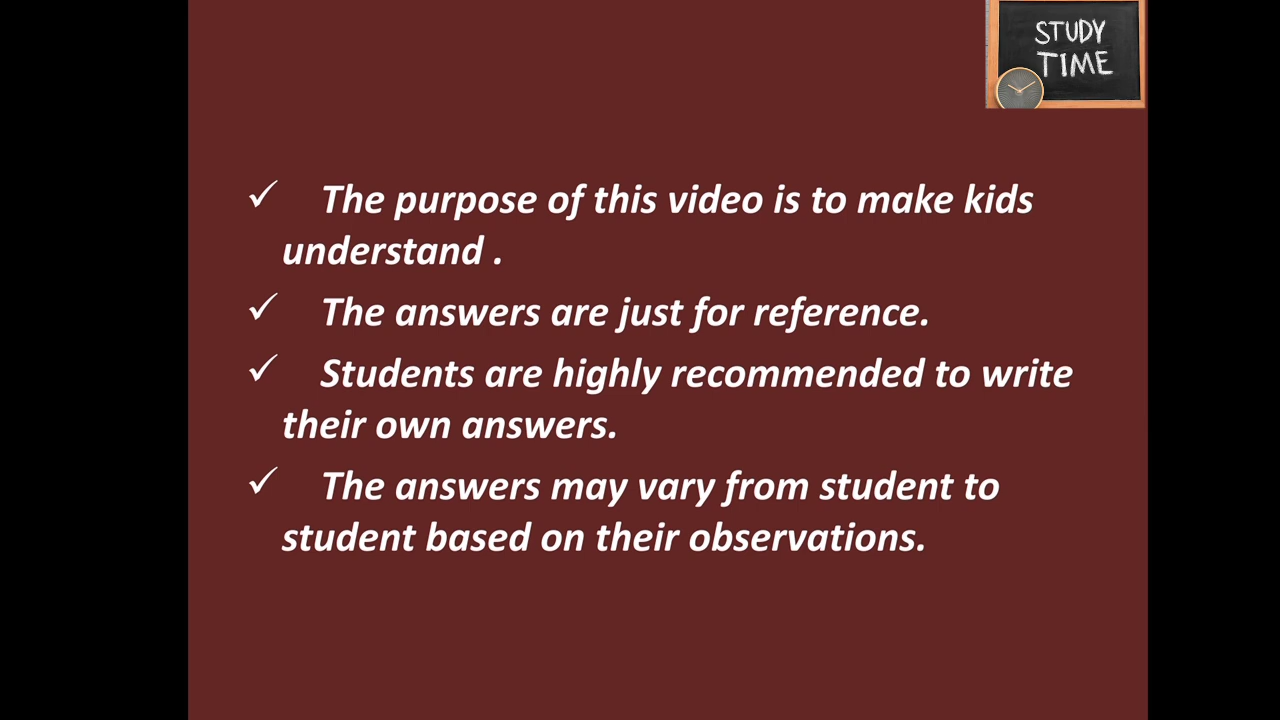 STUDY
TIME
✓ The purpose of this video is to make kids
understand .
✓ The answers are just for reference.
✓ Students are highly recommended to write
their own answers.
✓ The answers may vary from student to
student based on their observations.